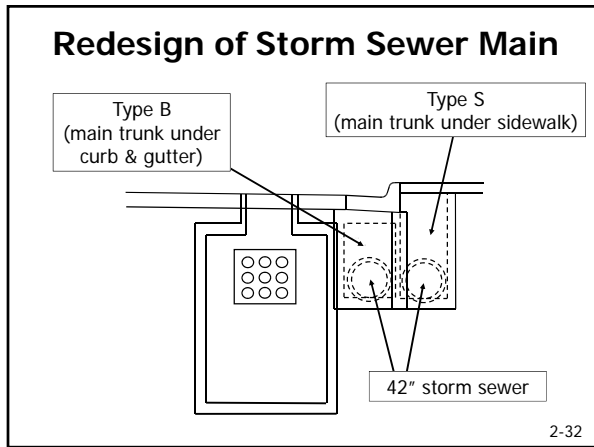 Redesign of Storm Sewer Main
Type B
(main trunk under
curb & gutter)
Type S
(main trunk under sidewalk)
42″ storm sewer
2-32